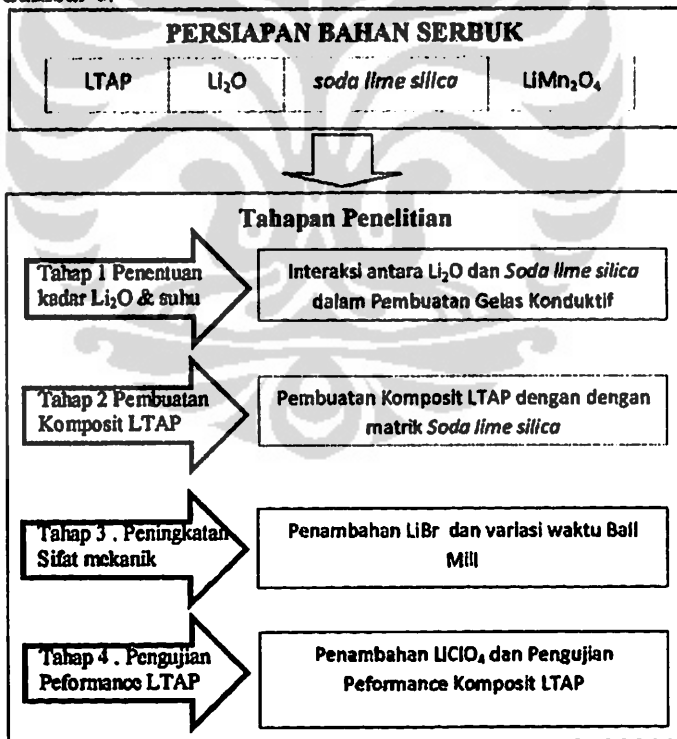 PERSIAPAN BAHAN SERBUK
LTAP Li₂O soda lime silica LiMn₂O₄
Tahapan Penelitian
Tahap 1 Penentuan
kadar Li₂O & suhu
Interaksi antara Li₂O dan Soda lime silica
dalam Pembuatan Gelas Konduktif
Tahap 2 Pembuatan
Komposit LTAP
Pembuatan Komposit LTAP dengan dengan
matrik Soda lime silica
Tahap 3 . Peningkatan
Sifat mekanik
Penambahan LiBr dan variasi waktu Ball
Mill
Tahap 4 . Pengujian
Peformance LTAP
Penambahan LiClO₄ dan Pengujian
Peformance Komposit LTAP